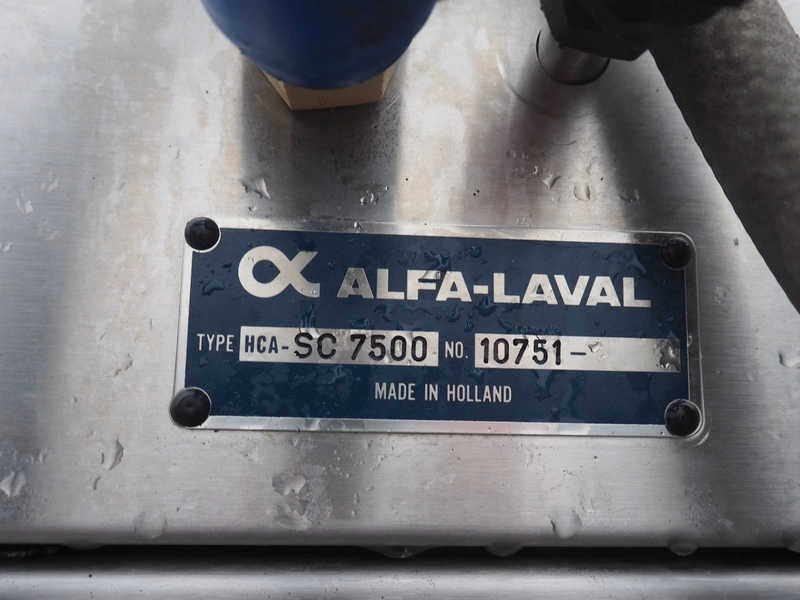 α ALFA-LAVAL
TYPE HCA-SC 7500 NO. 10751-
MADE IN HOLLAND